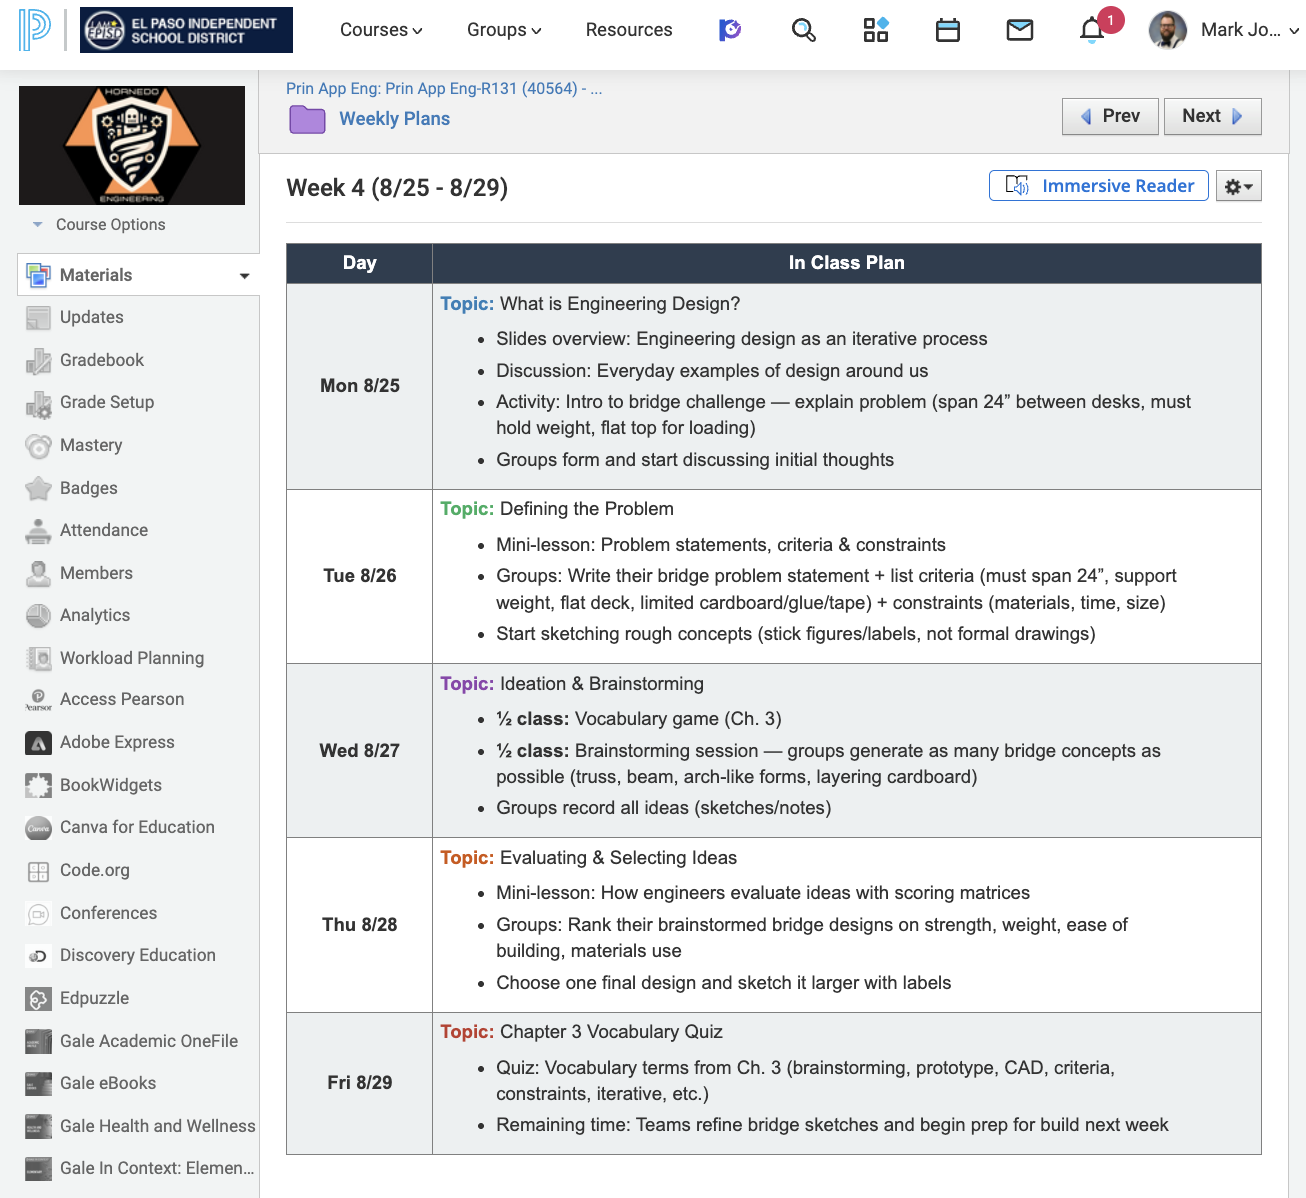 EL PASO INDEPENDENT
SCHOOL DISTRICT
I AM
EPISD
Courses
Groups
Resources
1
Mark Jo...
Prin App Eng: Prin App Eng-R131 (40564) - ...
Weekly Plans
Prev
Next
HORNEDO
ENGINEERING
Course Options
Materials
Updates
Gradebook
Grade Setup
Mastery
Badges
Attendance
Members
Analytics
Workload Planning
Access Pearson
Adobe Express
BookWidgets
Canva for Education
Code.org
Conferences
Discovery Education
Edpuzzle
Gale Academic OneFile
Gale eBooks
Gale Health and Wellness
Gale In Context: Elemen...
Week 4 (8/25 - 8/29)
Immersive Reader
Day
In Class Plan
Mon 8/25
Topic: What is Engineering Design?
• Slides overview: Engineering design as an iterative process
• Discussion: Everyday examples of design around us
• Activity: Intro to bridge challenge — explain problem (span 24” between desks, must
hold weight, flat top for loading)
• Groups form and start discussing initial thoughts
Tue 8/26
Topic: Defining the Problem
• Mini-lesson: Problem statements, criteria & constraints
• Groups: Write their bridge problem statement + list criteria (must span 24”, support
weight, flat deck, limited cardboard/glue/tape) + constraints (materials, time, size)
• Start sketching rough concepts (stick figures/labels, not formal drawings)
Wed 8/27
Topic: Ideation & Brainstorming
• ½ class: Vocabulary game (Ch. 3)
• ½ class: Brainstorming session — groups generate as many bridge concepts as
possible (truss, beam, arch-like forms, layering cardboard)
• Groups record all ideas (sketches/notes)
Thu 8/28
Topic: Evaluating & Selecting Ideas
• Mini-lesson: How engineers evaluate ideas with scoring matrices
• Groups: Rank their brainstormed bridge designs on strength, weight, ease of
building, materials use
• Choose one final design and sketch it larger with labels
Fri 8/29
Topic: Chapter 3 Vocabulary Quiz
• Quiz: Vocabulary terms from Ch. 3 (brainstorming, prototype, CAD, criteria,
constraints, iterative, etc.)
• Remaining time: Teams refine bridge sketches and begin prep for build next week